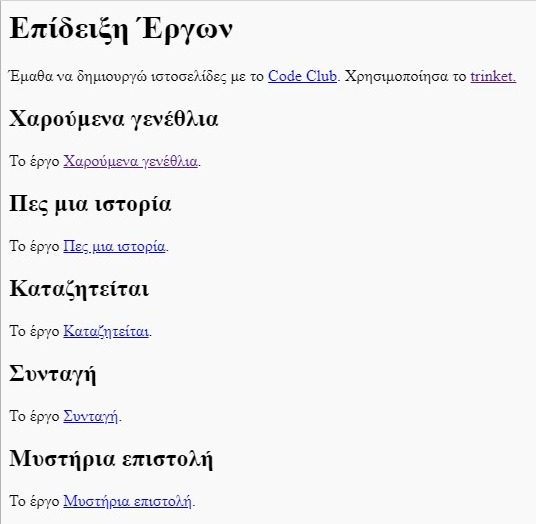 Επίδειξη Έργων
Έμαθα να δημιουργώ ιστοσελίδες με το Code Club. Χρησιμοποίησα το trinket.
Χαρούμενα γενέθλια
Το έργο Χαρούμενα γενέθλια.
Πες μια ιστορία
Το έργο Πες μια ιστορία.
Καταζητείται
Το έργο Καταζητείται.
Συνταγή
Το έργο Συνταγή.
Μυστήρια επιστολή
Το έργο Μυστήρια επιστολή.